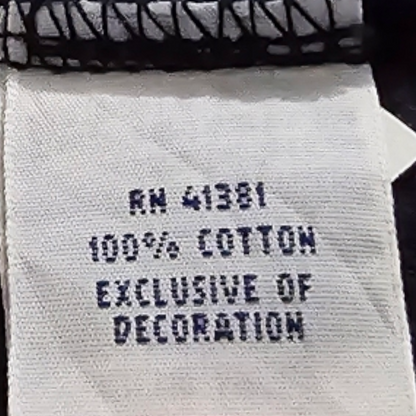 RN 41381
100% COTTON
EXCLUSIVE OF
DECORATION